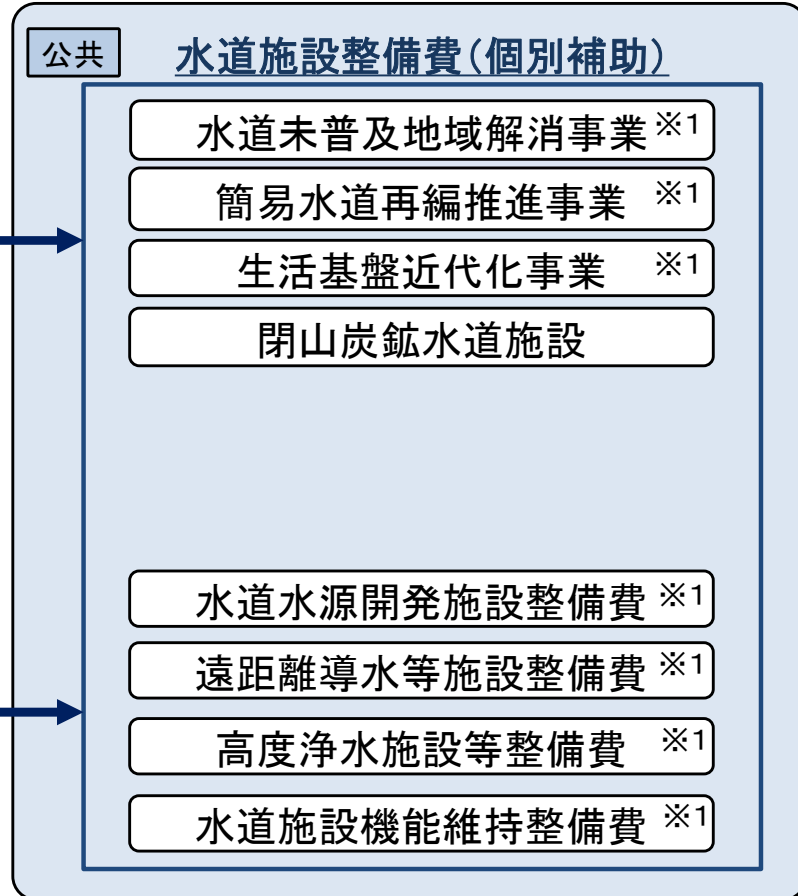 公共
水道施設整備費(個別補助)
水道未普及地域解消事業※1
簡易水道再編推進事業 ※1
生活基盤近代化事業 ※1
閉山炭鉱水道施設
水道水源開発施設整備費※1
遠距離導水等施設整備費※1
高度浄水施設等整備費 ※1
水道施設機能維持整備費※1